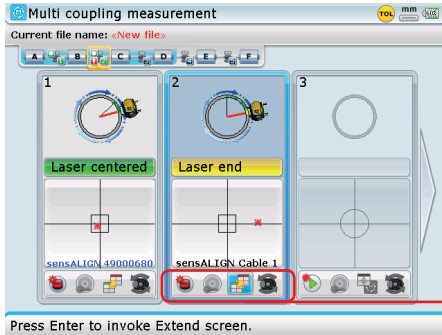 Multi coupling measurement
TOL mm
Current file name: «New file»
A B C D E F
1 2 3
Laser centered Laser end
sensALIGN 49000680 sensALIGN Cable 1
Press Enter to invoke Extend screen.